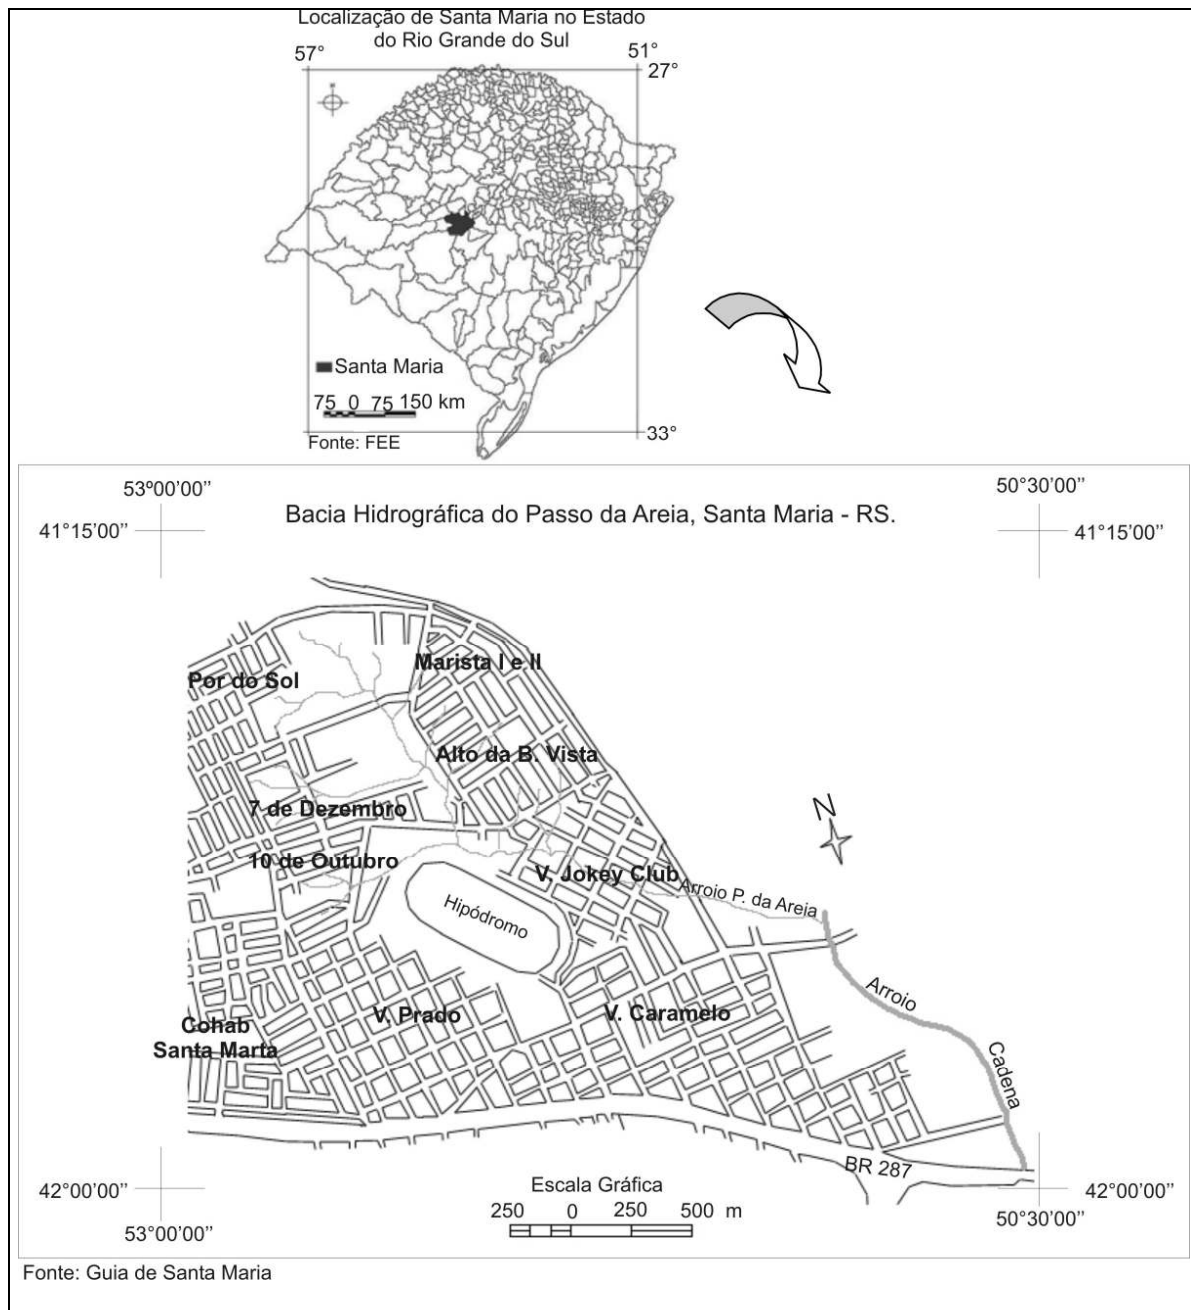 Localização de Santa Maria no Estado
do Rio Grande do Sul
57°
51°
27°
Santa Maria
75 0 75 150 km
Fonte: FEE
33°
53°00’00’’
50°30’00’’
Bacia Hidrográfica do Passo da Areia, Santa Maria - RS.
41°15’00’’
41°15’00’’
Marista I e II
Por do Sol
Alto da B. Vista
N
7 de Dezembro
10 de Outubro
V. Jokey Club
Arroio P. da Areia
Hipódromo
Arroio
Cadena
V. Prado
V. Caramelo
Cohab
Santa Marta
BR 287
Escala Gráfica
250 0 250 500 m
42°00’00’’
42°00’00’’
53°00’00’’
50°30’00’’
Fonte: Guia de Santa Maria